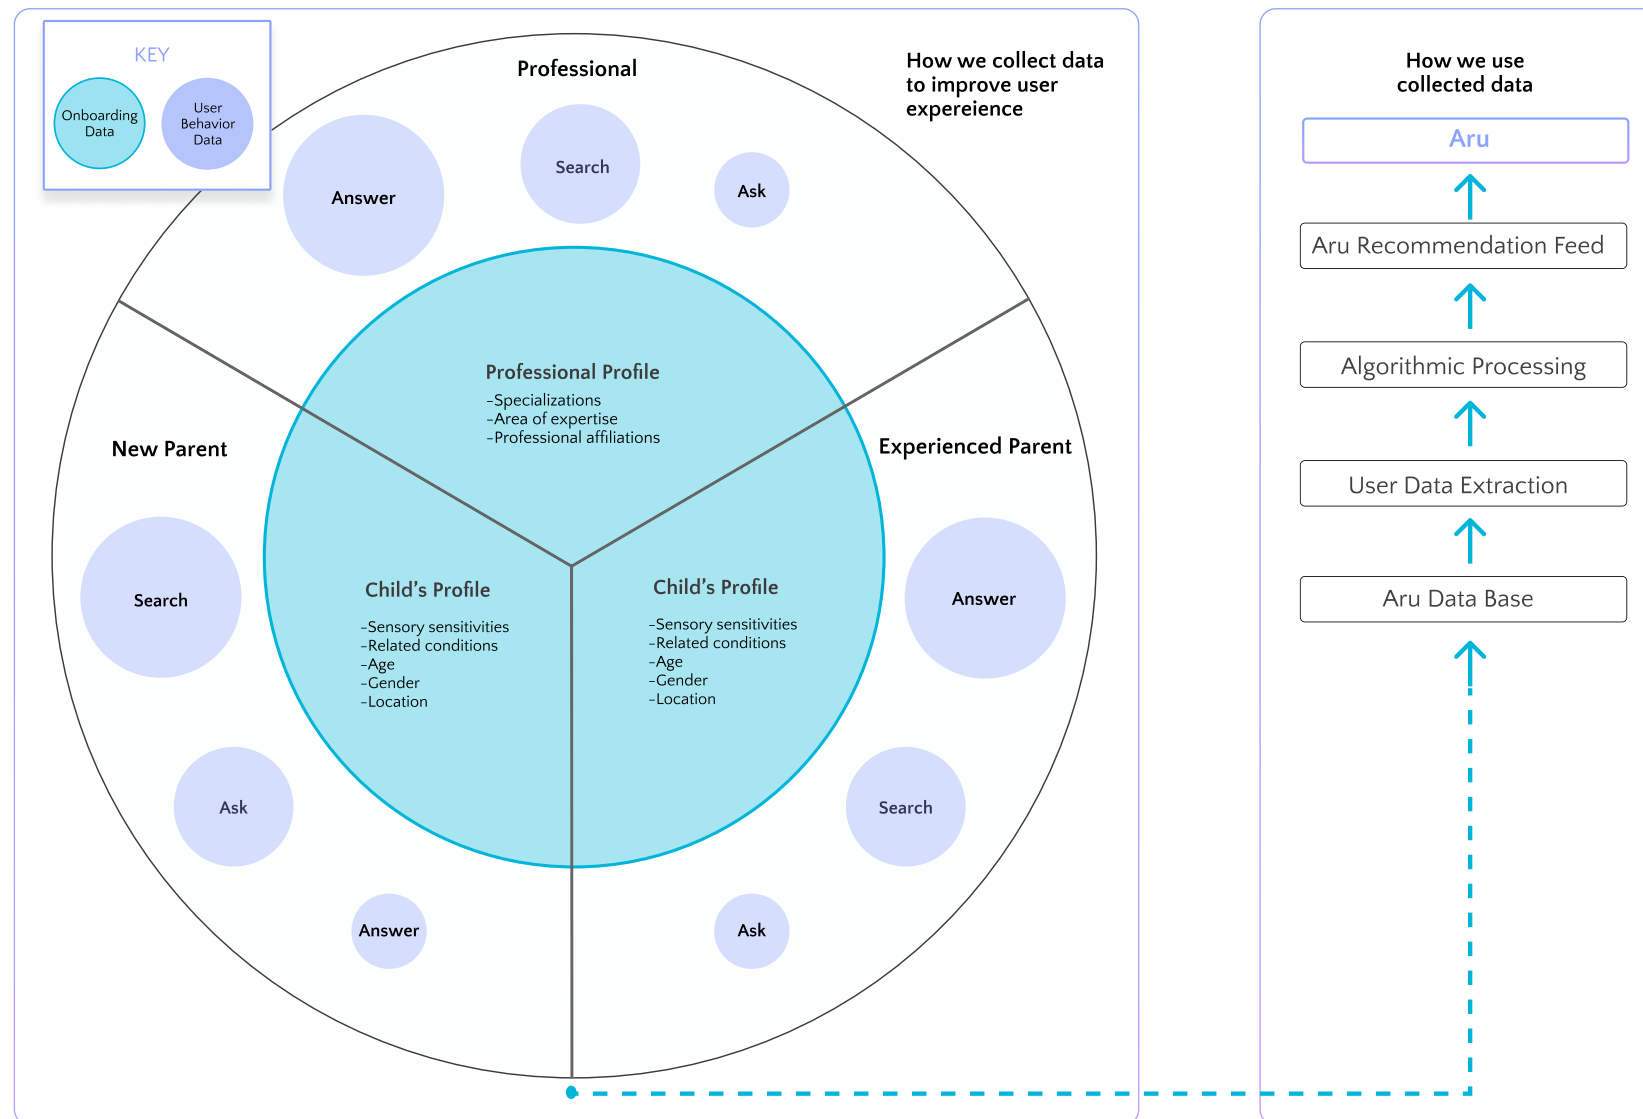 KEY
Onboarding
Data
User
Behavior
Data
How we collect data
to improve user
expereience
Professional
Answer
Search
Ask
Professional Profile
-Specializations
-Area of expertise
-Professional affiliations
New Parent
Search
Ask
Answer
Child's Profile
-Sensory sensitivities
-Related conditions
-Age
-Gender
-Location
Experienced Parent
Child's Profile
-Sensory sensitivities
-Related conditions
-Age
-Gender
-Location
Answer
Search
Ask
How we use
collected data
Aru
Aru Recommendation Feed
Algorithmic Processing
User Data Extraction
Aru Data Base